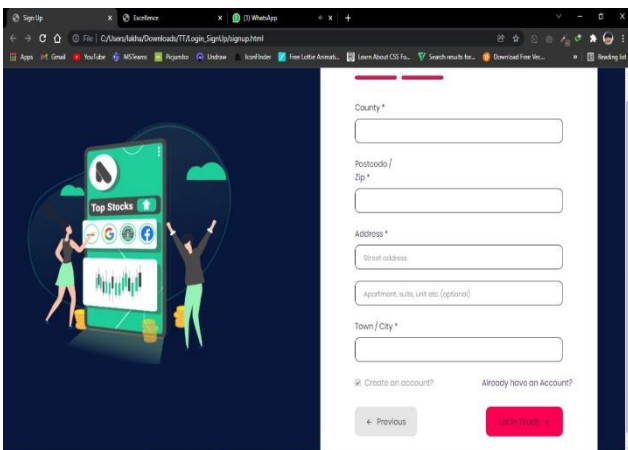 Sign Up
Excellence
(1) WhatsApp
File
C:/Users/lakha/Downloads/TT/Login_SignUp/signup.html
Apps
Gmail
YouTube
MSTeams
Picjumbo
Undraw
IconFinder
Free Lottie Animati...
Learn About CSS Fo...
Search results for...
Download Free Vec...
Reading list
Top Stocks
County *
Postcode /
Zip *
Address *
Street address
Apartment, suite, unit etc. (optional)
Town / City *
Create an account?
Already have an Account?
← Previous